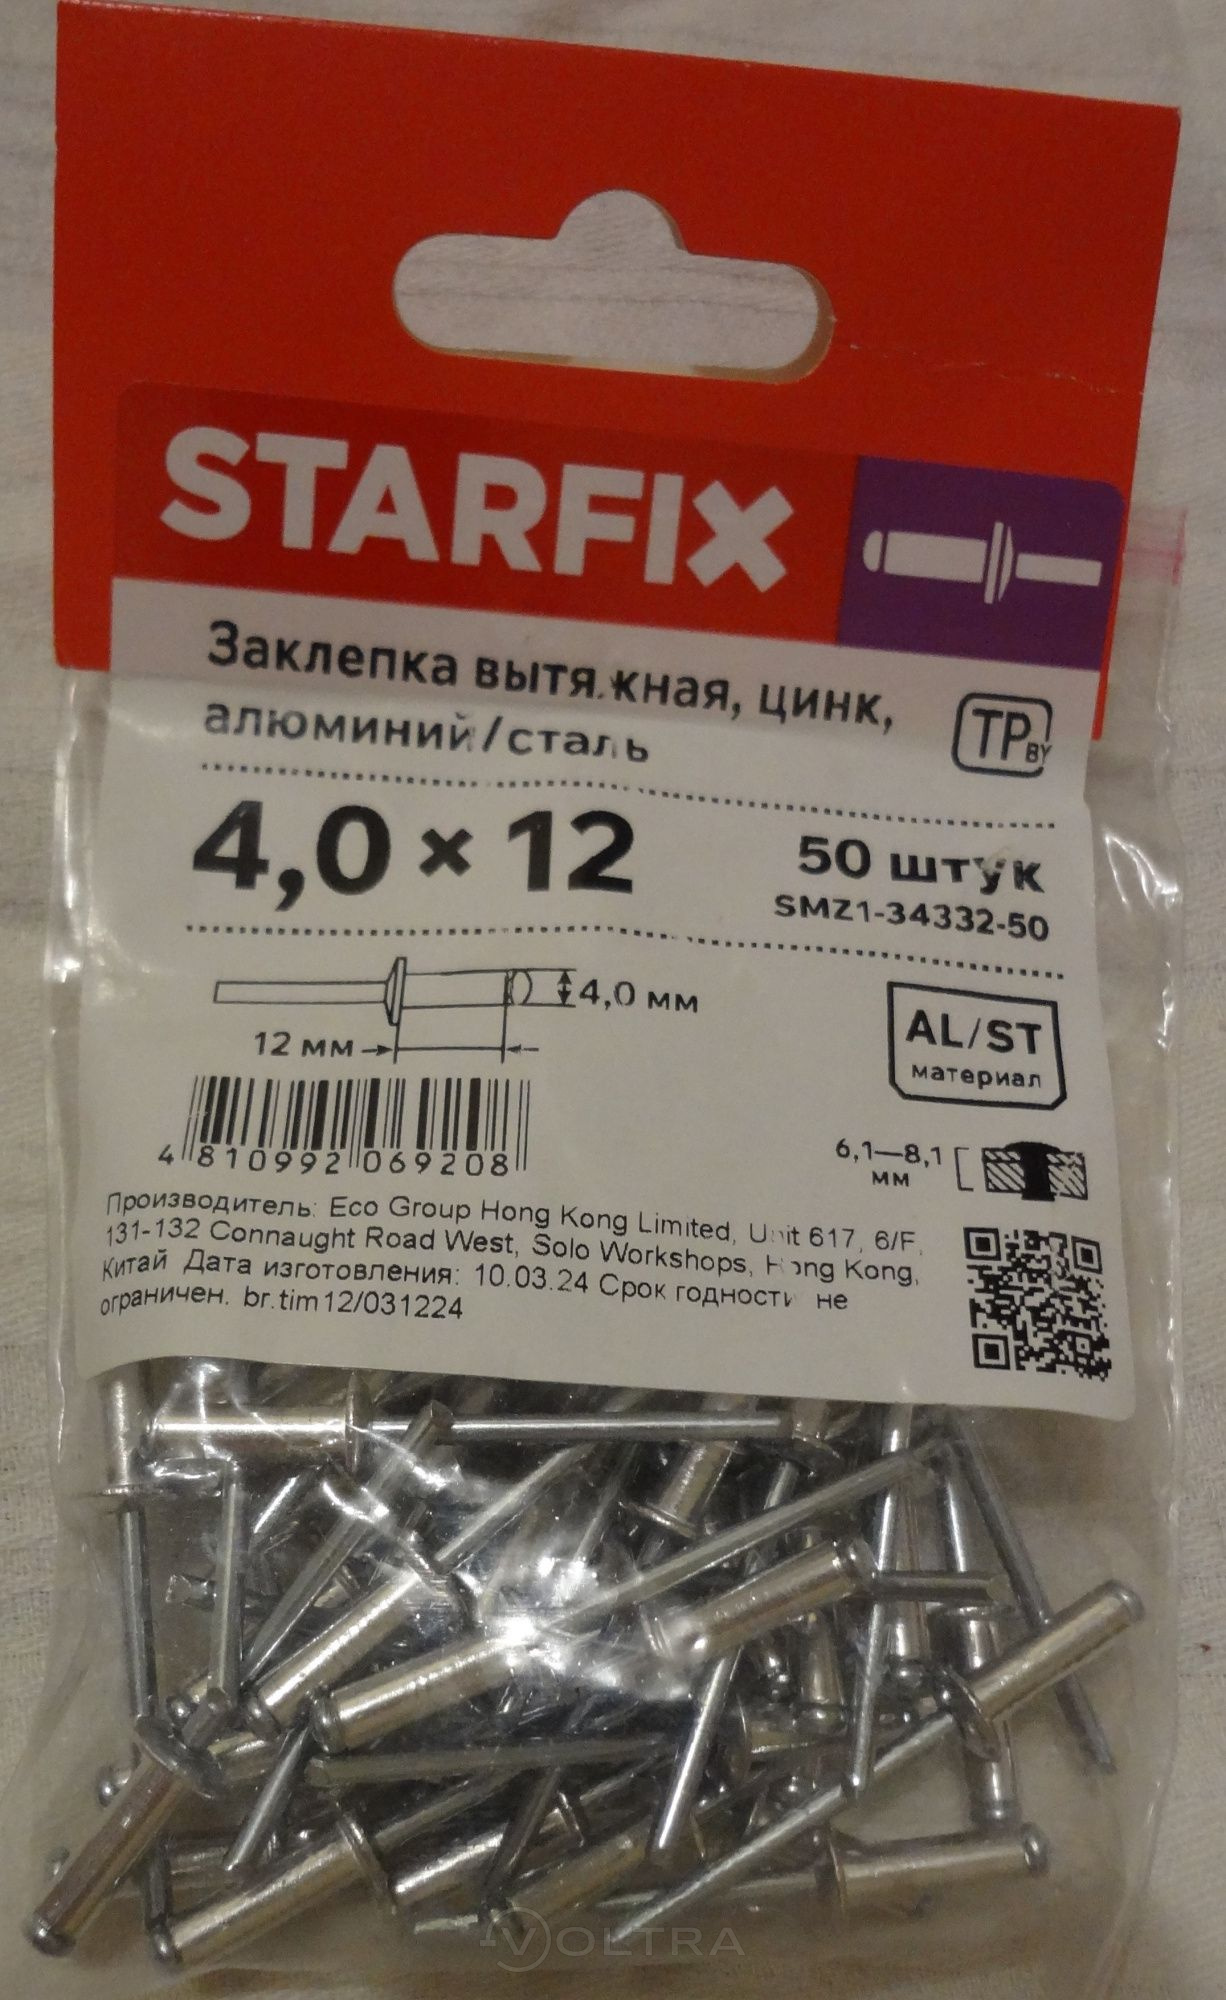 STARFIX
Заклепка вытяжная, цинк,
алюминий/сталь
TP BY
4,0 × 12
50 штук
SMZ1-34332-50
4,0 мм
12 мм
AL/ST
материал
4 810992 069208
6,1—8,1
мм
Производитель: Eco Group Hong Kong Limited, Unit 617, 6/F,
131-132 Connaught Road West, Solo Workshops, Hong Kong,
Китай Дата изготовления: 10.03.24 Срок годности не
ограничен. br.tim12/031224
VOLTRA